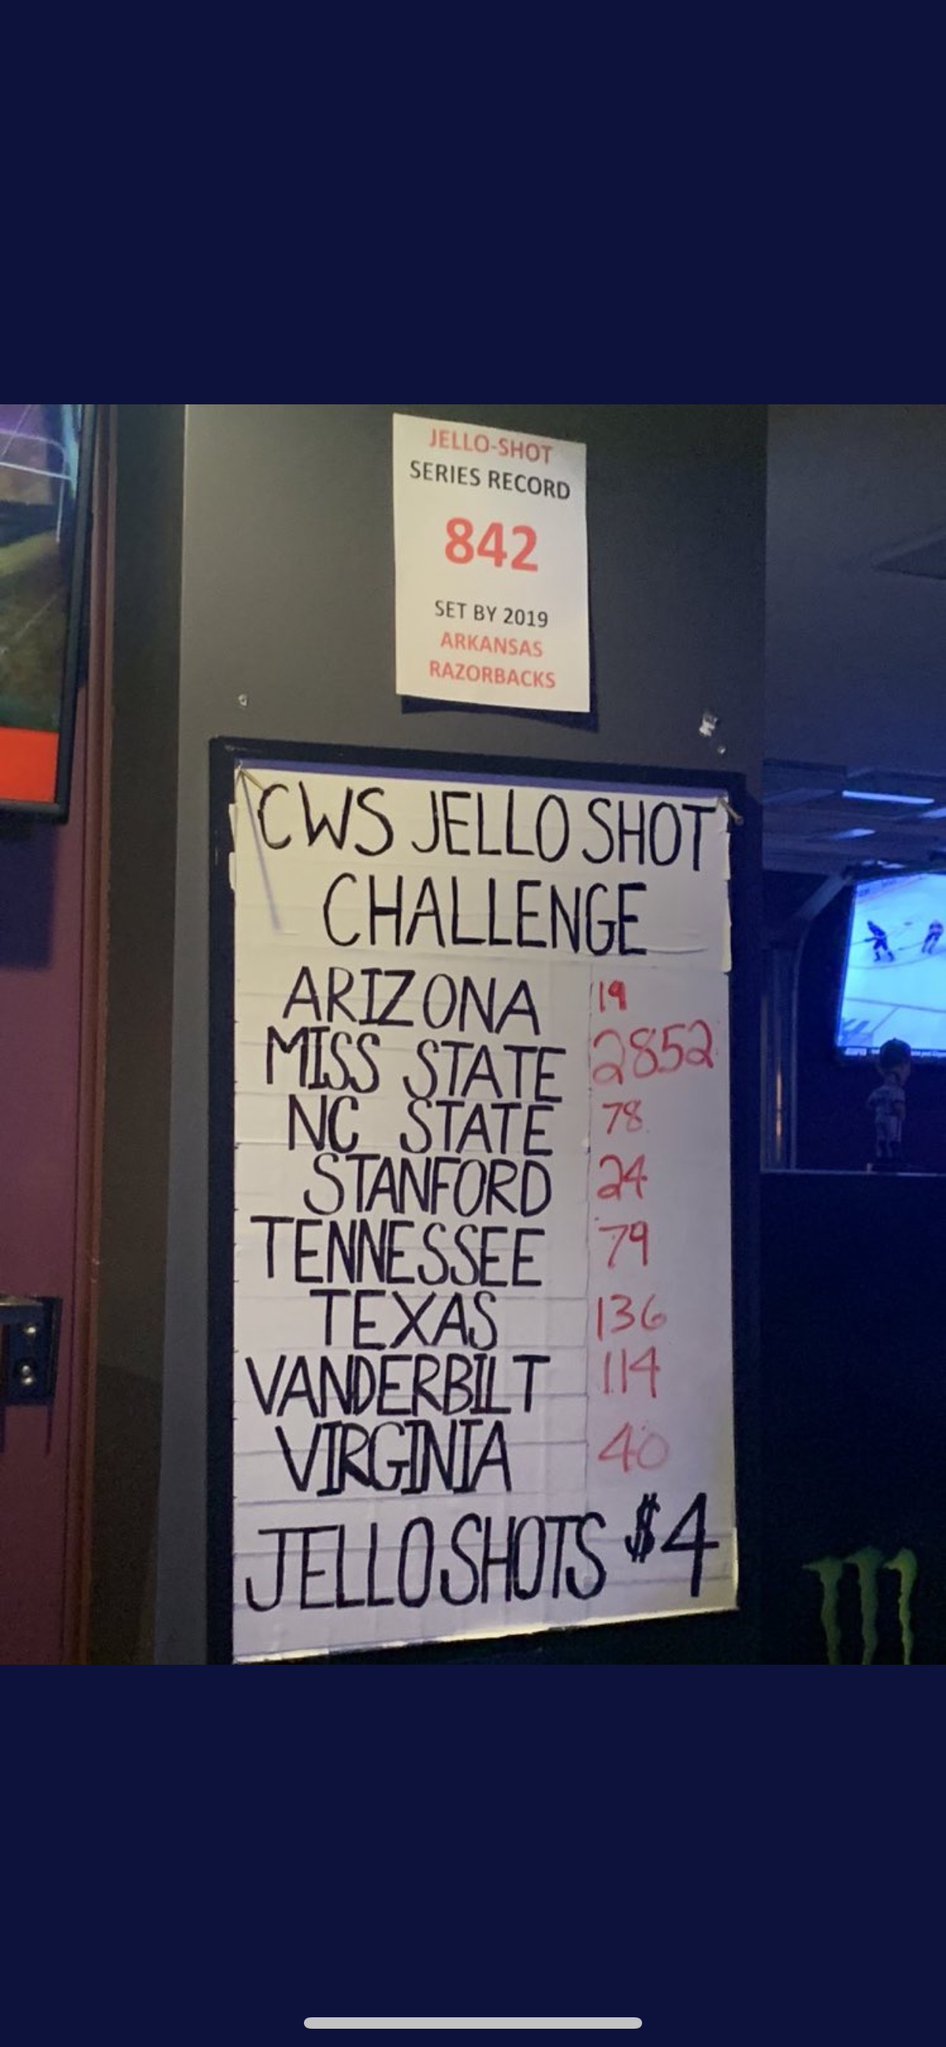 JELLO-SHOT
SERIES RECORD
842
SET BY 2019
ARKANSAS
RAZORBACKS
CWS JELLO SHOT
CHALLENGE
ARIZONA 19
MISS STATE 2852
NC STATE 78
STANFORD 24
TENNESSEE 79
TEXAS 136
VANDERBILT 114
VIRGINIA 40
JELLO SHOTS $4